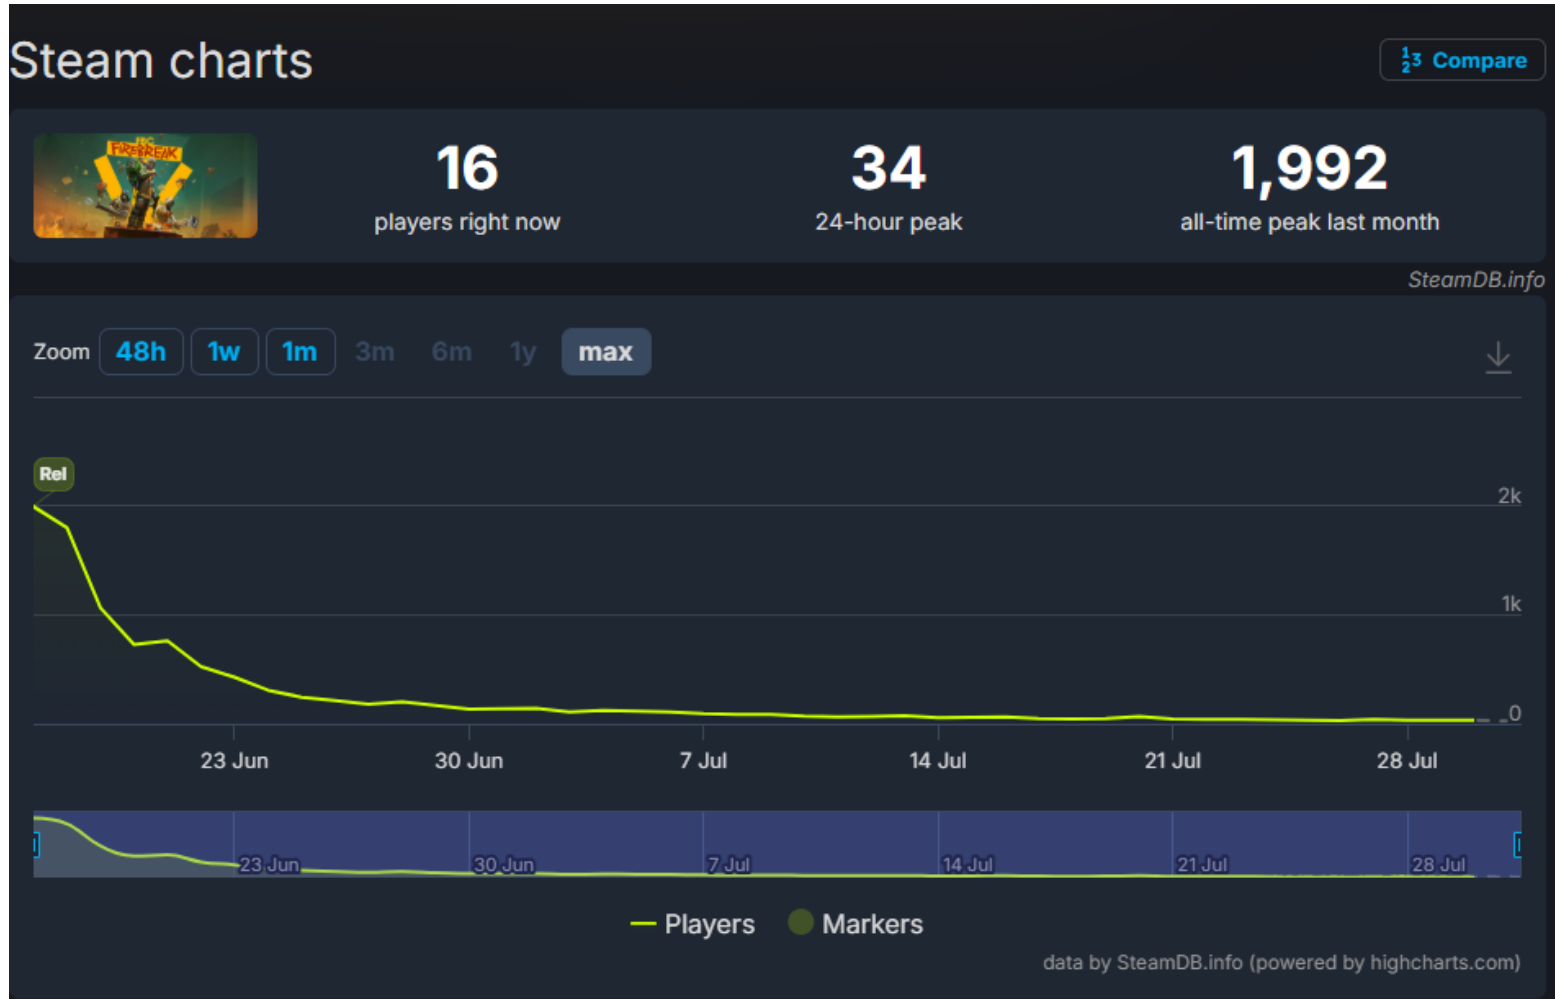 Steam charts
123 Compare
FBC
FIREBREAK
16
players right now
34
24-hour peak
1,992
all-time peak last month
SteamDB.info
Zoom 48h 1w 1m 3m 6m 1y max
Rel
2k
1k
0
23 Jun 30 Jun 7 Jul 14 Jul 21 Jul 28 Jul
23 Jun 30 Jun 7 Jul 14 Jul 21 Jul 28 Jul
Players Markers
data by SteamDB.info (powered by highcharts.com)